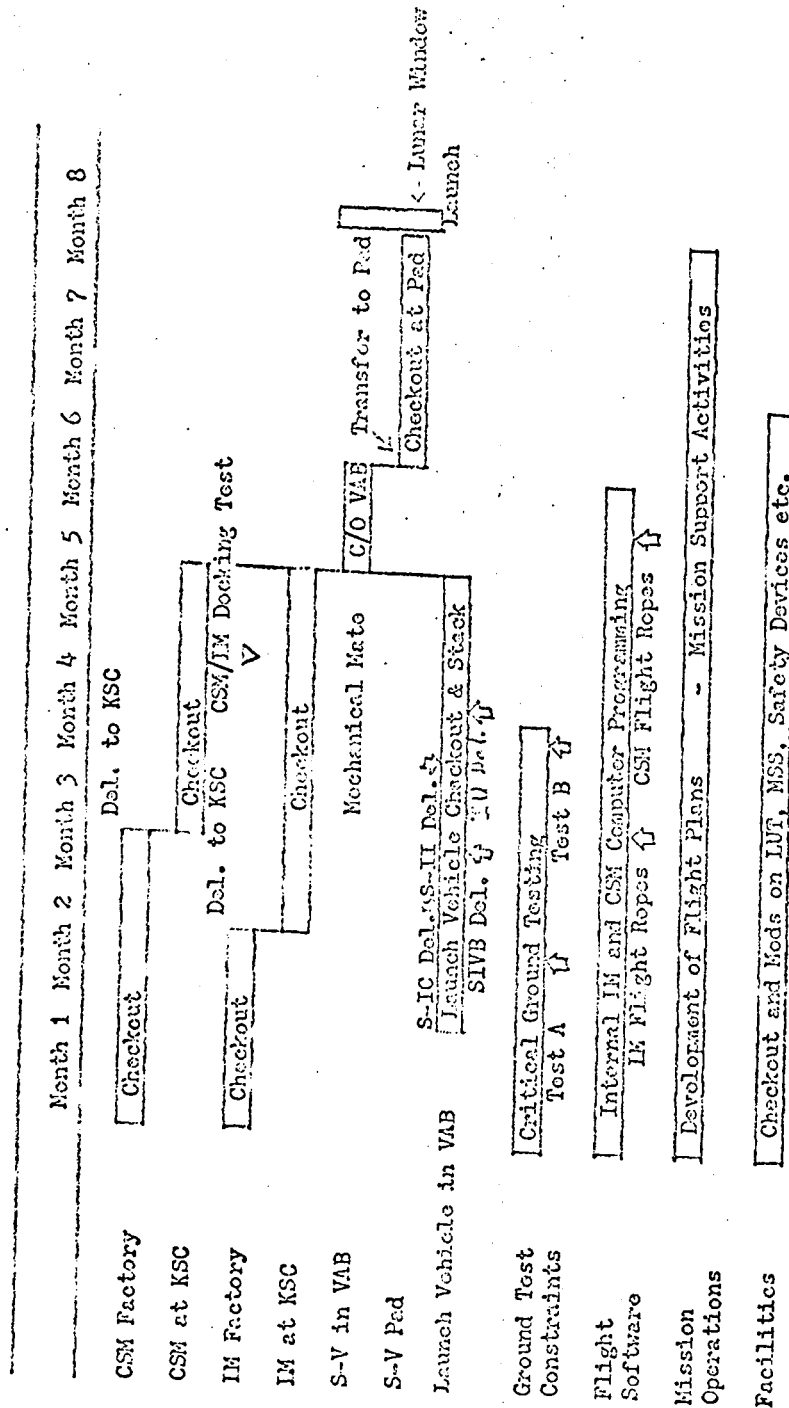 Month 1 Month 2 Month 3 Month 4 Month 5 Month 6 Month 7 Month 8
CSM Factory
Checkout
Del. to KSC
CSM at KSC
Checkout
LM Factory
Checkout
Del. to KSC
CSM/LM Docking Test
LM at KSC
Checkout
S-V in VAB
Mechanical Mate
C/O VAB
Transfer to Pad
S-V Pad
Checkout at Pad
<- Lunar Window
Launch
Launch Vehicle in VAB
S-IC Del. S-II Del.
Launch Vehicle Checkout & Stack
SIVB Del. IU Del.
Ground Test
Constraints
Critical Ground Testing
Test A
Test B
Flight
Software
Internal LM and CSM Computer Programming
LM Flight Ropes
CSM Flight Ropes
Mission
Operations
Development of Flight Plans - Mission Support Activities
Facilities
Checkout and Mods on LUT, MSS, Safety Devices etc.